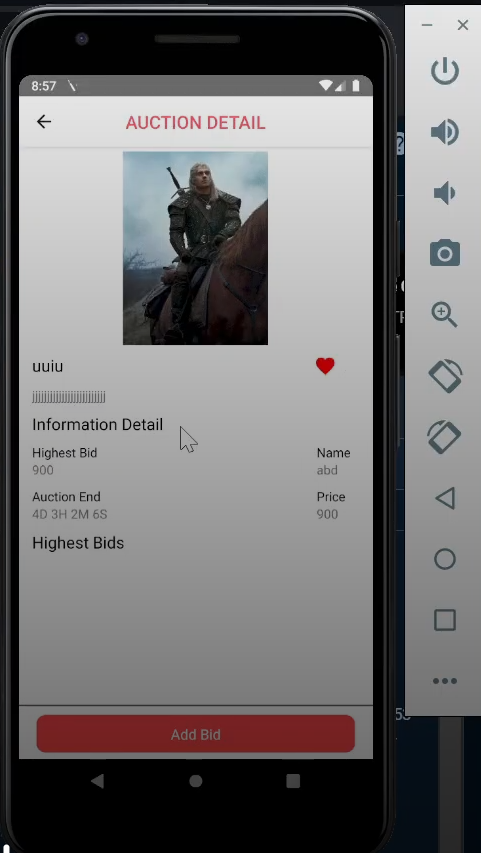 8:57
AUCTION DETAIL
uuiu
Information Detail
Highest Bid
Name
900
abd
Auction End
Price
4D 3H 2M 6S
900
Highest Bids
Add Bid